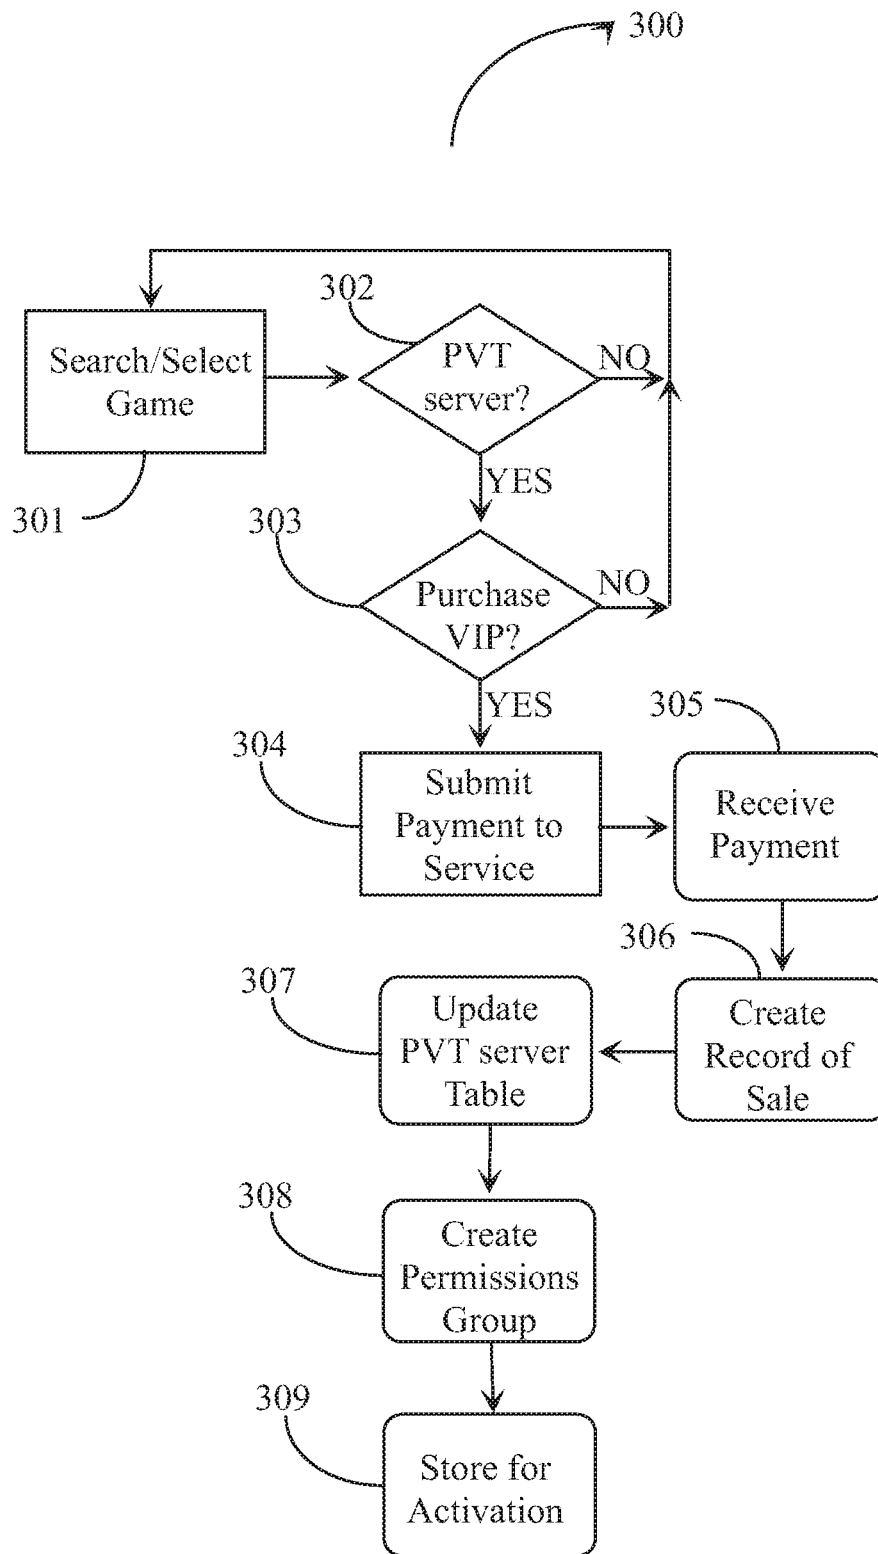 300
302
Search/Select
Game
PVT
server?
NO
301
YES
303
Purchase
VIP?
NO
YES
304
305
Submit
Payment to
Service
Receive
Payment
306
307
Update
PVT server
Table
Create
Record of
Sale
308
Create
Permissions
Group
309
Store for
Activation